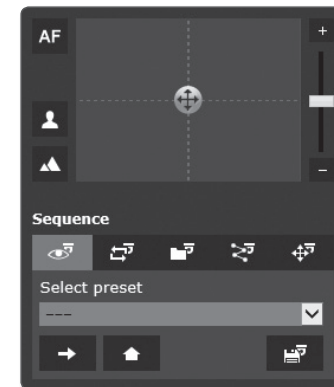 AF
+
-
Sequence
Select preset
---